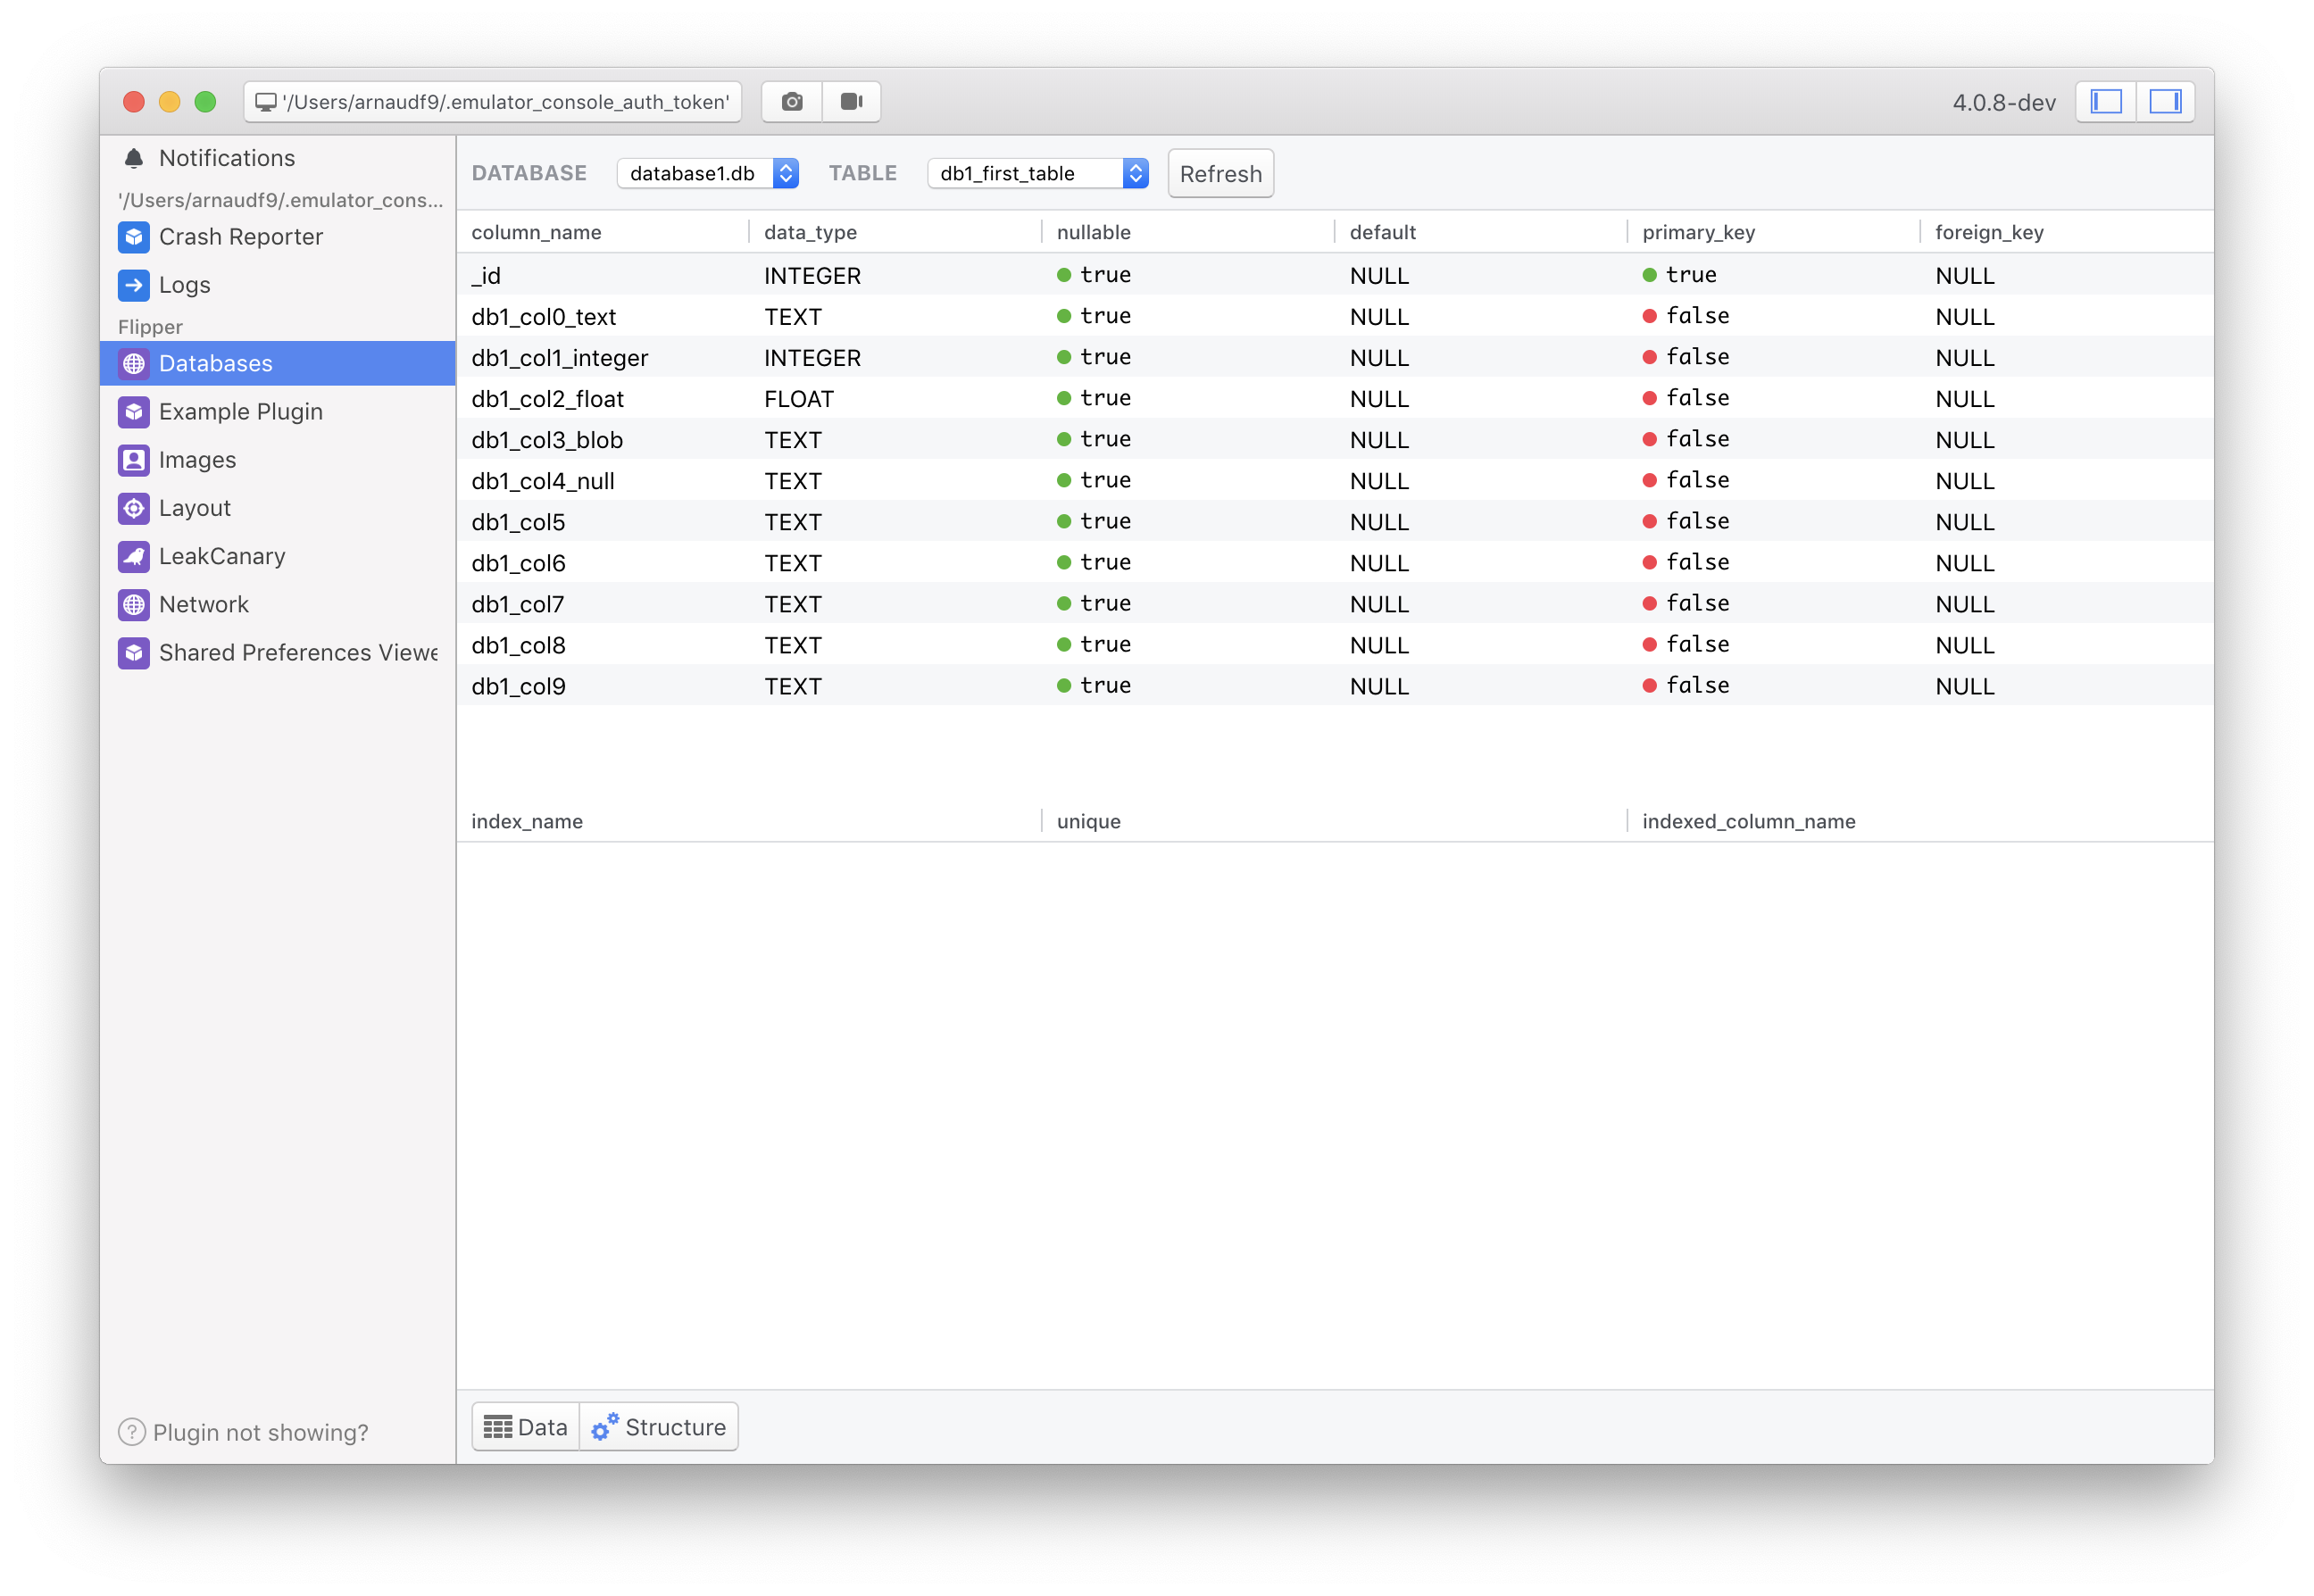 '/Users/arnaudf9/.emulator_console_auth_token' 4.0.8-dev
Notifications
'/Users/arnaudf9/.emulator_cons...
Crash Reporter
Logs
Flipper
Databases
Example Plugin
Images
Layout
LeakCanary
Network
Shared Preferences Viewe
? Plugin not showing?
DATABASE database1.db TABLE db1_first_table Refresh
column_name data_type nullable default primary_key foreign_key
_id INTEGER true NULL true NULL
db1_col0_text TEXT true NULL false NULL
db1_col1_integer INTEGER true NULL false NULL
db1_col2_float FLOAT true NULL false NULL
db1_col3_blob TEXT true NULL false NULL
db1_col4_null TEXT true NULL false NULL
db1_col5 TEXT true NULL false NULL
db1_col6 TEXT true NULL false NULL
db1_col7 TEXT true NULL false NULL
db1_col8 TEXT true NULL false NULL
db1_col9 TEXT true NULL false NULL
index_name unique indexed_column_name
Data Structure